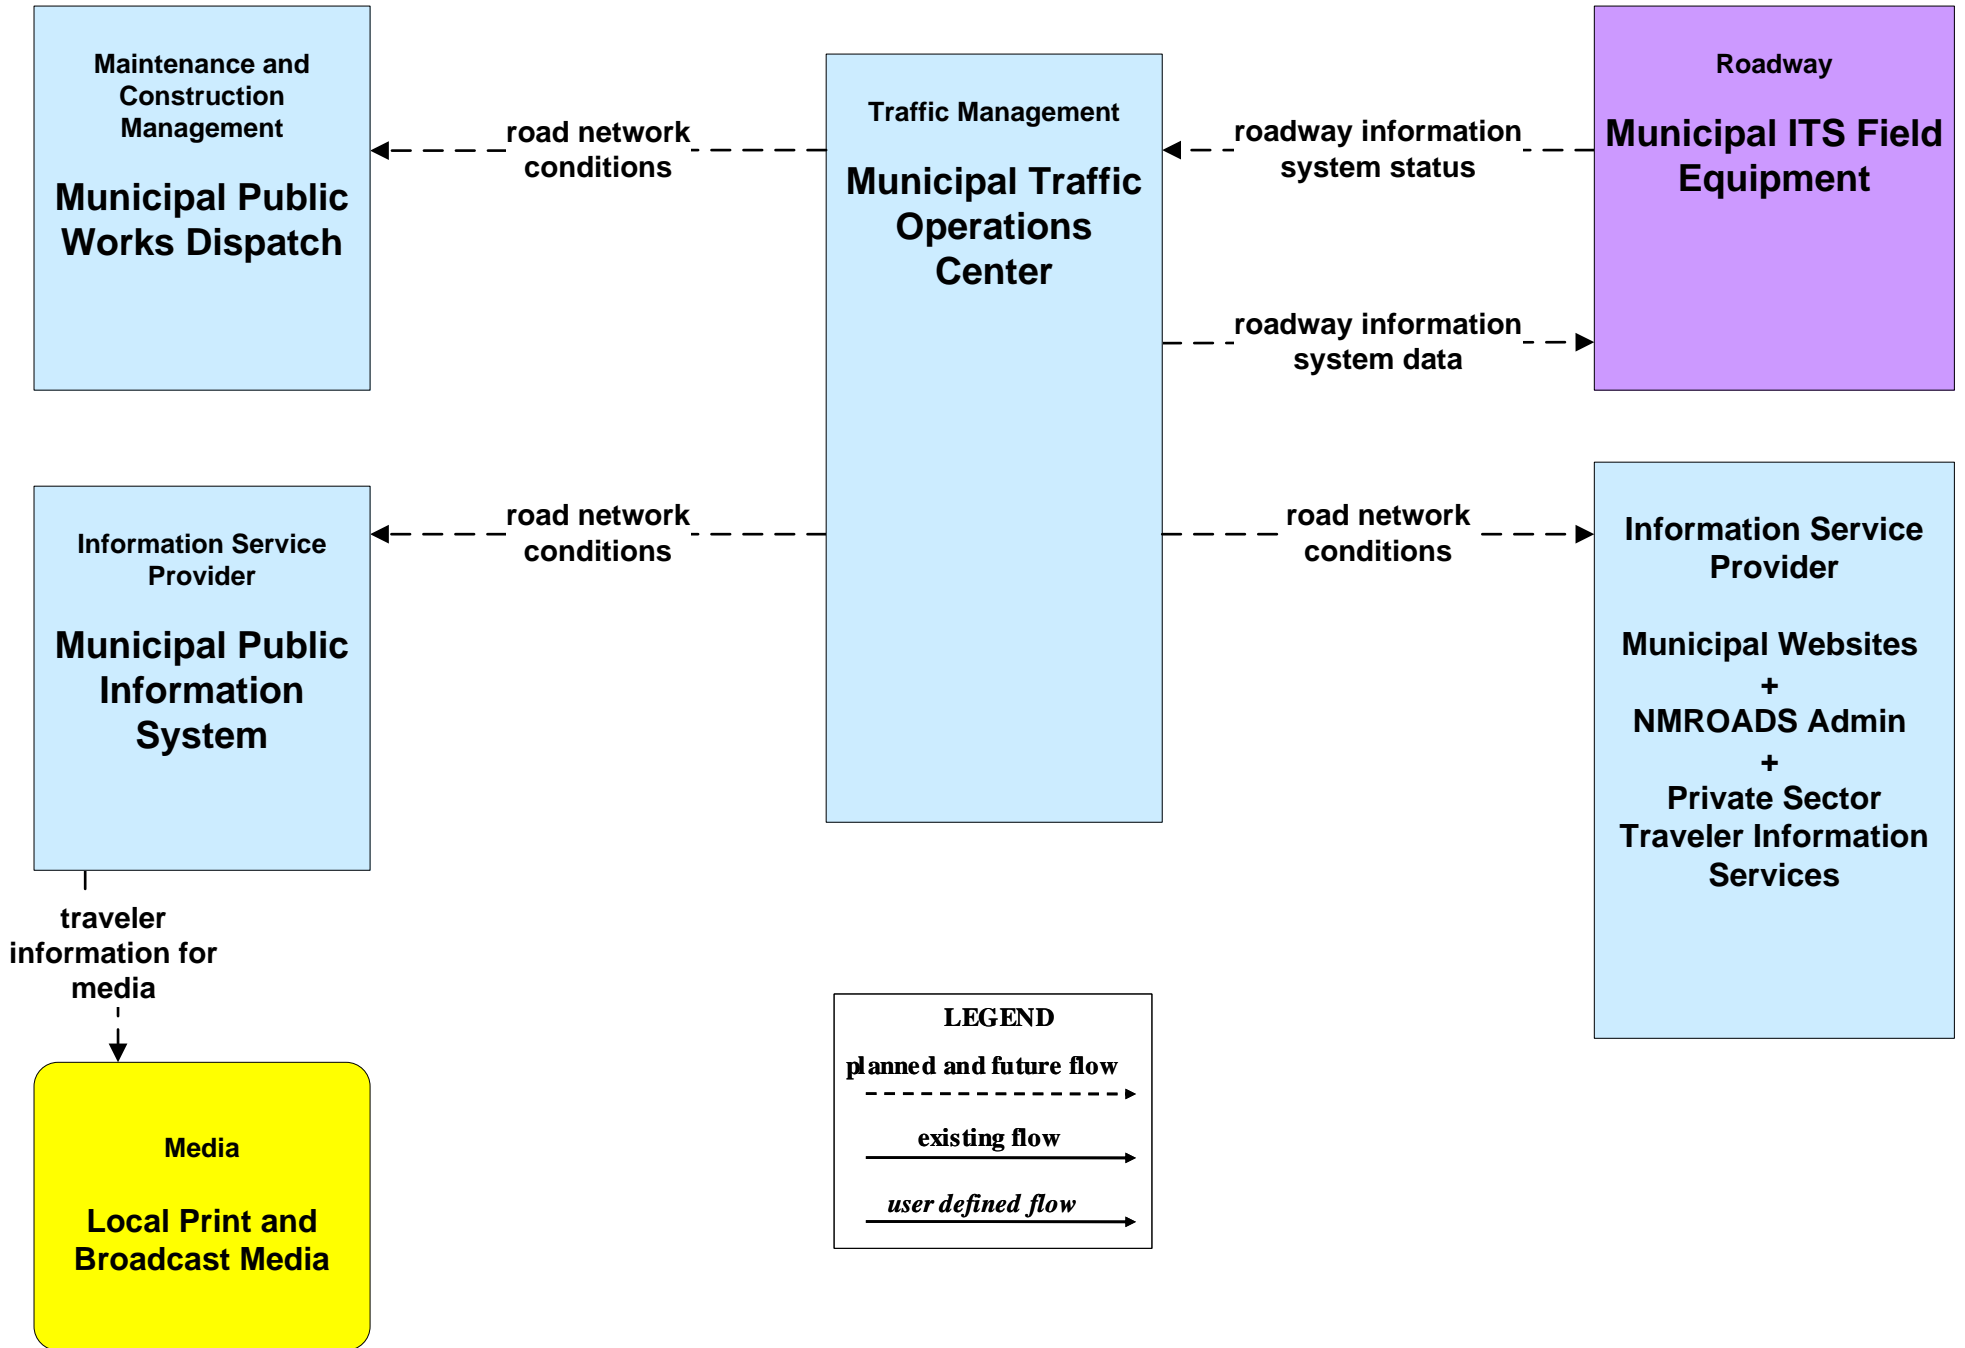 Maintenance and
Construction
Management
Municipal Public
Works Dispatch
road network
conditions
Traffic Management
Municipal Traffic
Operations
Center
roadway information
system status
Roadway
Municipal ITS Field
Equipment
roadway information
system data
Information Service
Provider
Municipal Public
Information
System
road network
conditions
road network
conditions
Information Service
Provider
Municipal Websites
+
NMROADS Admin
+
Private Sector
Traveler Information
Services
traveler
information for
media
Media
Local Print and
Broadcast Media
LEGEND
planned and future flow
existing flow
user defined flow